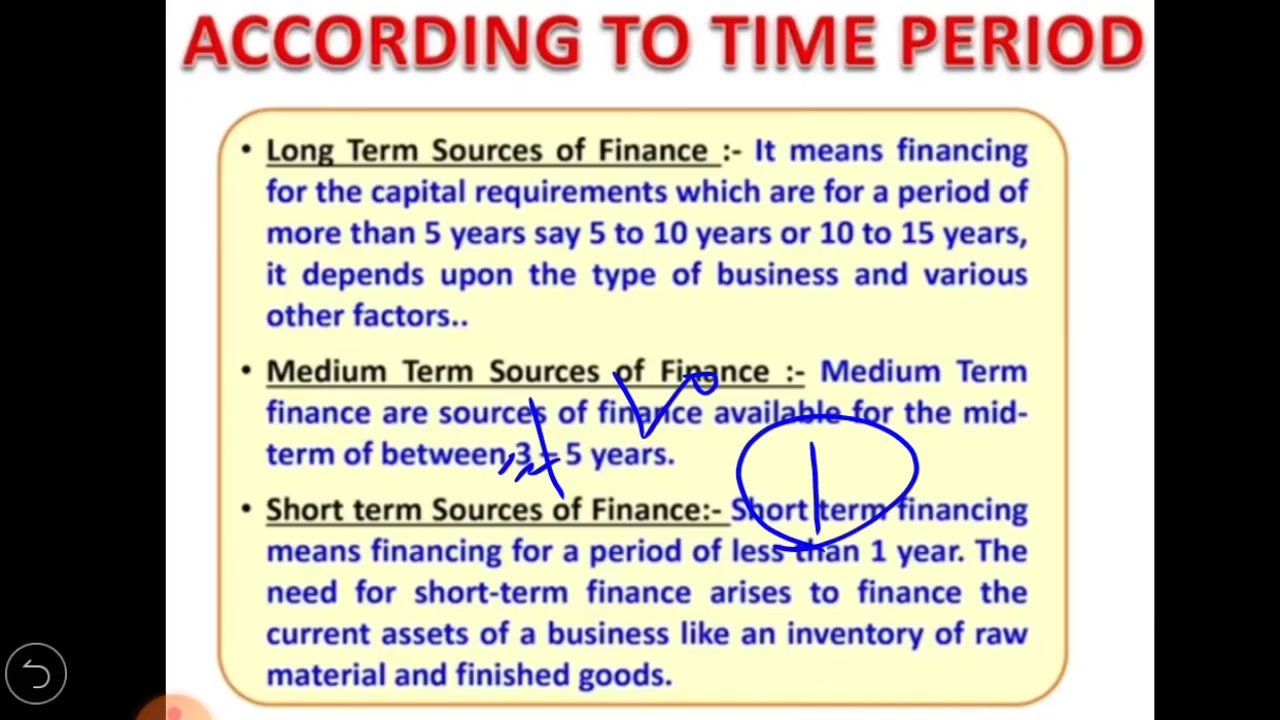 ACCORDING TO TIME PERIOD
• Long Term Sources of Finance :- It means financing
for the capital requirements which are for a period of
more than 5 years say 5 to 10 years or 10 to 15 years,
it depends upon the type of business and various
other factors..
• Medium Term Sources of Finance :- Medium Term
finance are sources of finance available for the mid-
term of between 3 – 5 years.
1
• Short term Sources of Finance:- Short term financing
means financing for a period of less than 1 year. The
need for short-term finance arises to finance the
current assets of a business like an inventory of raw
material and finished goods.